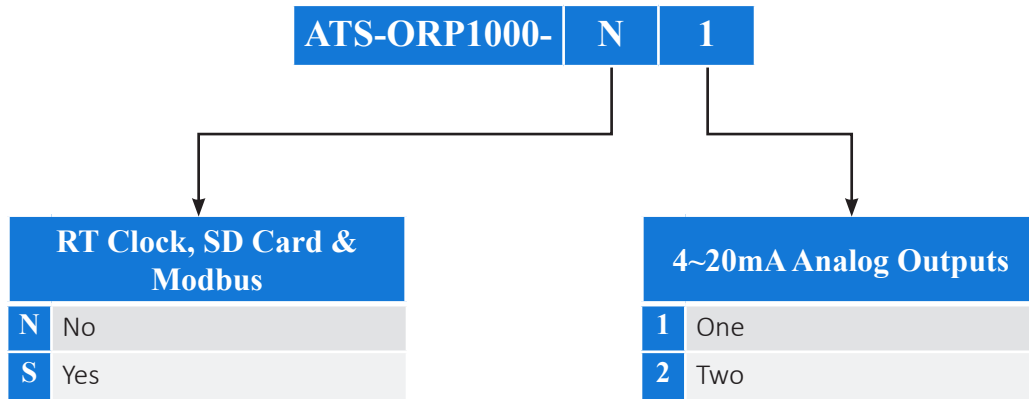 ATS-ORP1000- N 1
RT Clock, SD Card &
Modbus
N No
S Yes
4~20mA Analog Outputs
1 One
2 Two